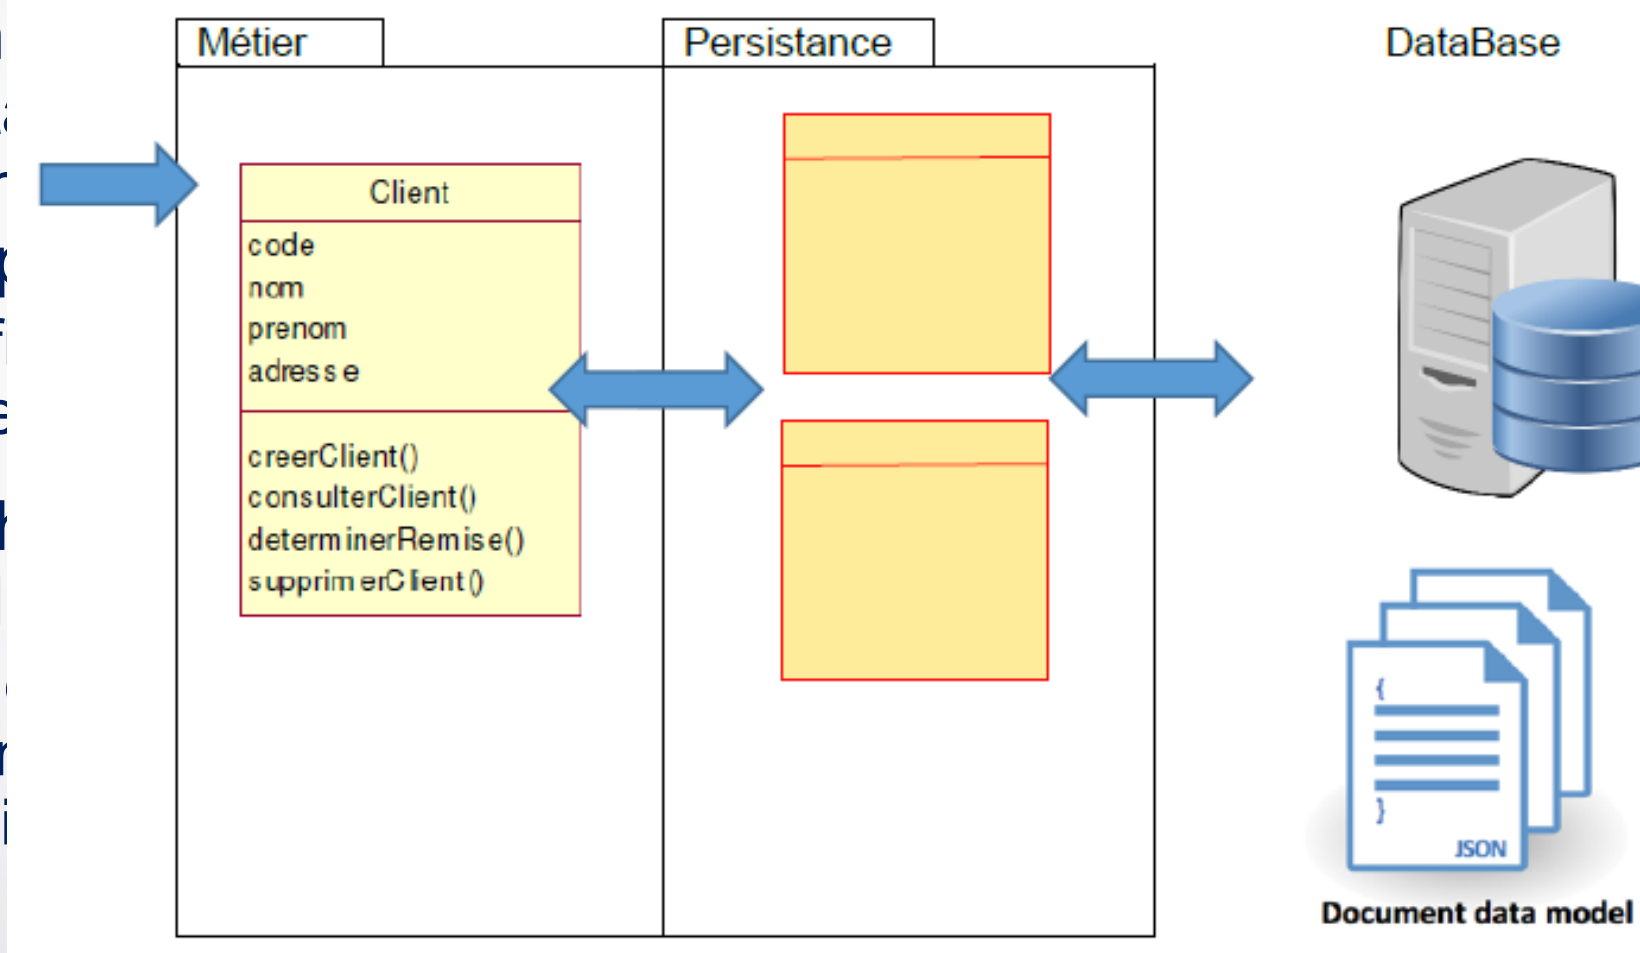 Métier
Persistance
DataBase
Client
code
nom
prenom
adresse
creerClient()
consulterClient()
determinerRemise()
supprimerClient()
{
}
JSON
Document data model